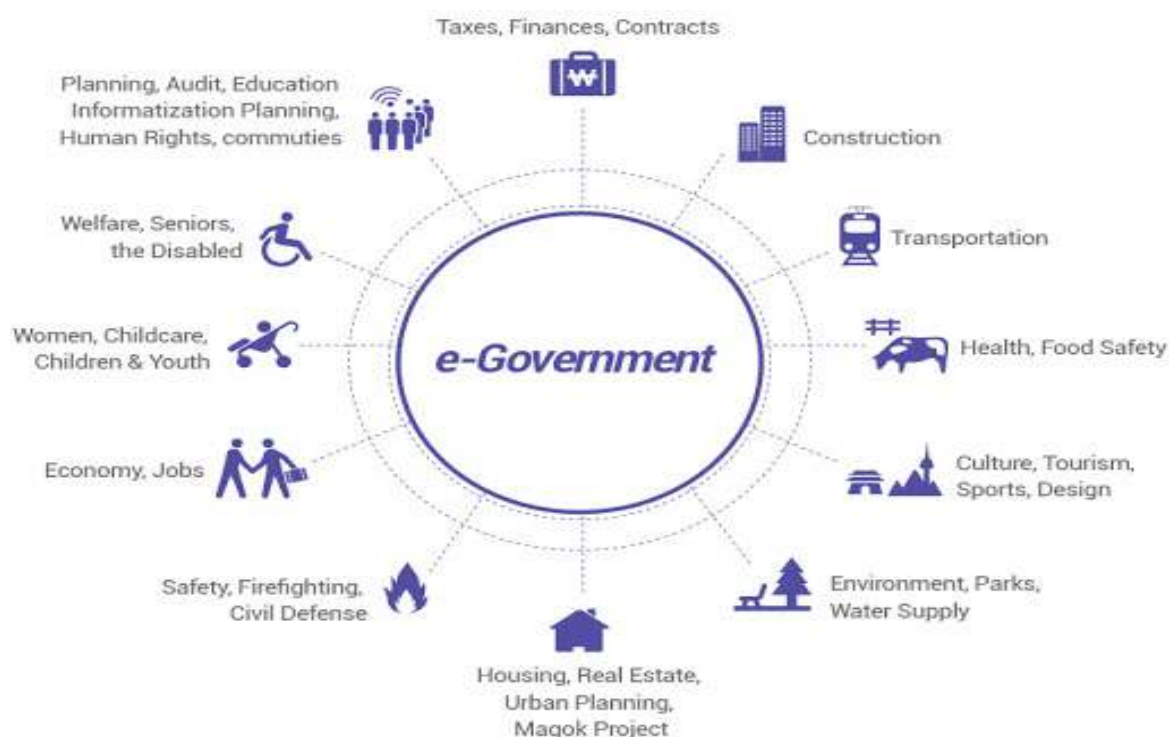 Taxes, Finances, Contracts
₩
Planning, Audit, Education
Informatization Planning,
Human Rights, commuties
Construction
Welfare, Seniors,
the Disabled
Transportation
Women, Childcare,
Children & Youth
e-Government
Health, Food Safety
Economy, Jobs
Culture, Tourism,
Sports, Design
Safety, Firefighting,
Civil Defense
Environment, Parks,
Water Supply
Housing, Real Estate,
Urban Planning,
Magok Project